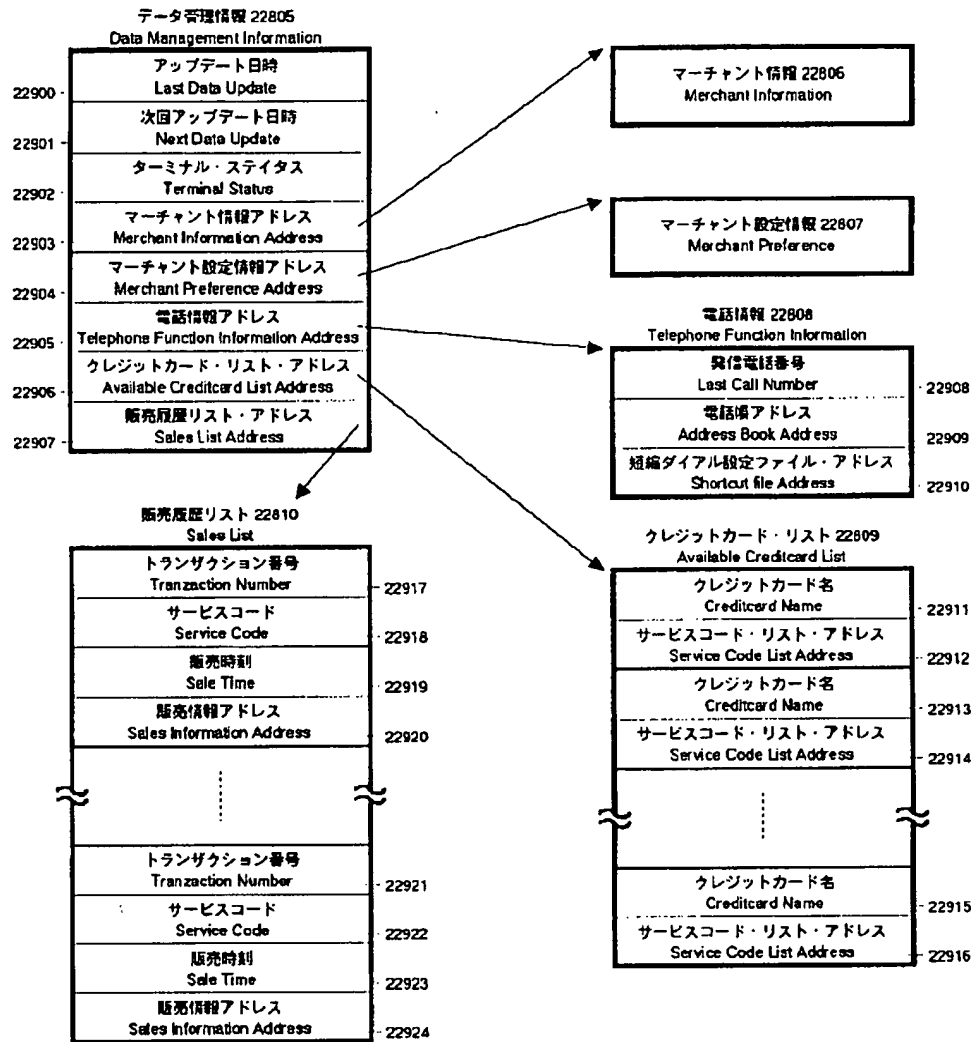 データ管理情報 22805
Data Management Information
アップデート日時
Last Data Update
22900
次回アップデート日時
Next Data Update
22901
ターミナル・ステイタス
Terminal Status
22902
マーチャント情報アドレス
Merchant Information Address
22903
マーチャント設定情報アドレス
Merchant Preference Address
22904
電話情報アドレス
Telephone Function Information Address
22905
クレジットカード・リスト・アドレス
Available Creditcard List Address
22906
販売履歴リスト・アドレス
Sales List Address
22907
マーチャント情報 22806
Merchant Information
マーチャント設定情報 22807
Merchant Preference
電話情報 22808
Telephone Function Information
発信電話番号
Last Call Number
22908
電話帳アドレス
Address Book Address
22909
短縮ダイアル設定ファイル・アドレス
Shortcut file Address
22910
販売履歴リスト 22810
Sales List
トランザクション番号
Tranzaction Number
22917
サービスコード
Service Code
22918
販売時刻
Sale Time
22919
販売情報アドレス
Sales Information Address
22920
トランザクション番号
Tranzaction Number
22921
サービスコード
Service Code
22922
販売時刻
Sale Time
22923
販売情報アドレス
Sales Information Address
22924
クレジットカード・リスト 22809
Available Creditcard List
クレジットカード名
Creditcard Name
22911
サービスコード・リスト・アドレス
Service Code List Address
22912
クレジットカード名
Creditcard Name
22913
サービスコード・リスト・アドレス
Service Code List Address
22914
クレジットカード名
Creditcard Name
22915
サービスコード・リスト・アドレス
Service Code List Address
22916